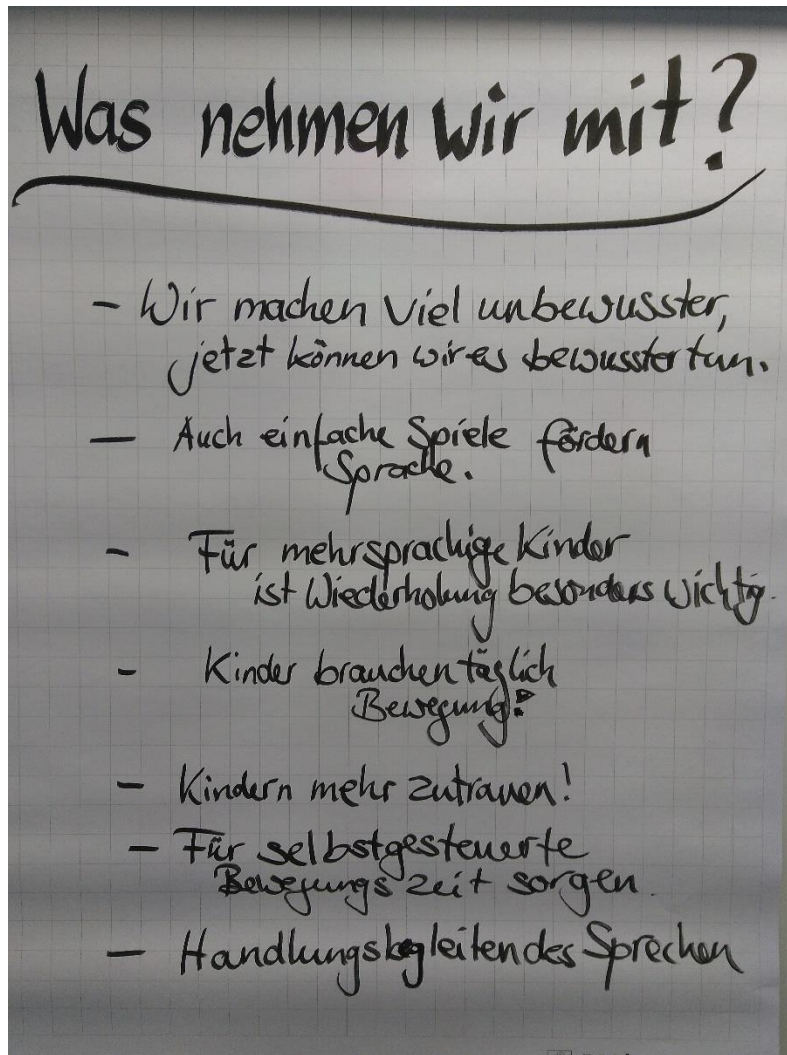 Was nehmen wir mit?
- Wir machen viel unbewusster,
jetzt können wir es bewusster tun.
- Auch einfache Spiele fördern
Sprache.
- Für mehrsprachige Kinder
ist Wiederholung besonders wichtig.
- Kinder brauchen täglich
Bewegung!
- Kindern mehr zutrauen!
- Für selbstgesteuerte
Bewegungszeit sorgen.
- Handlungsbegleitendes Sprechen